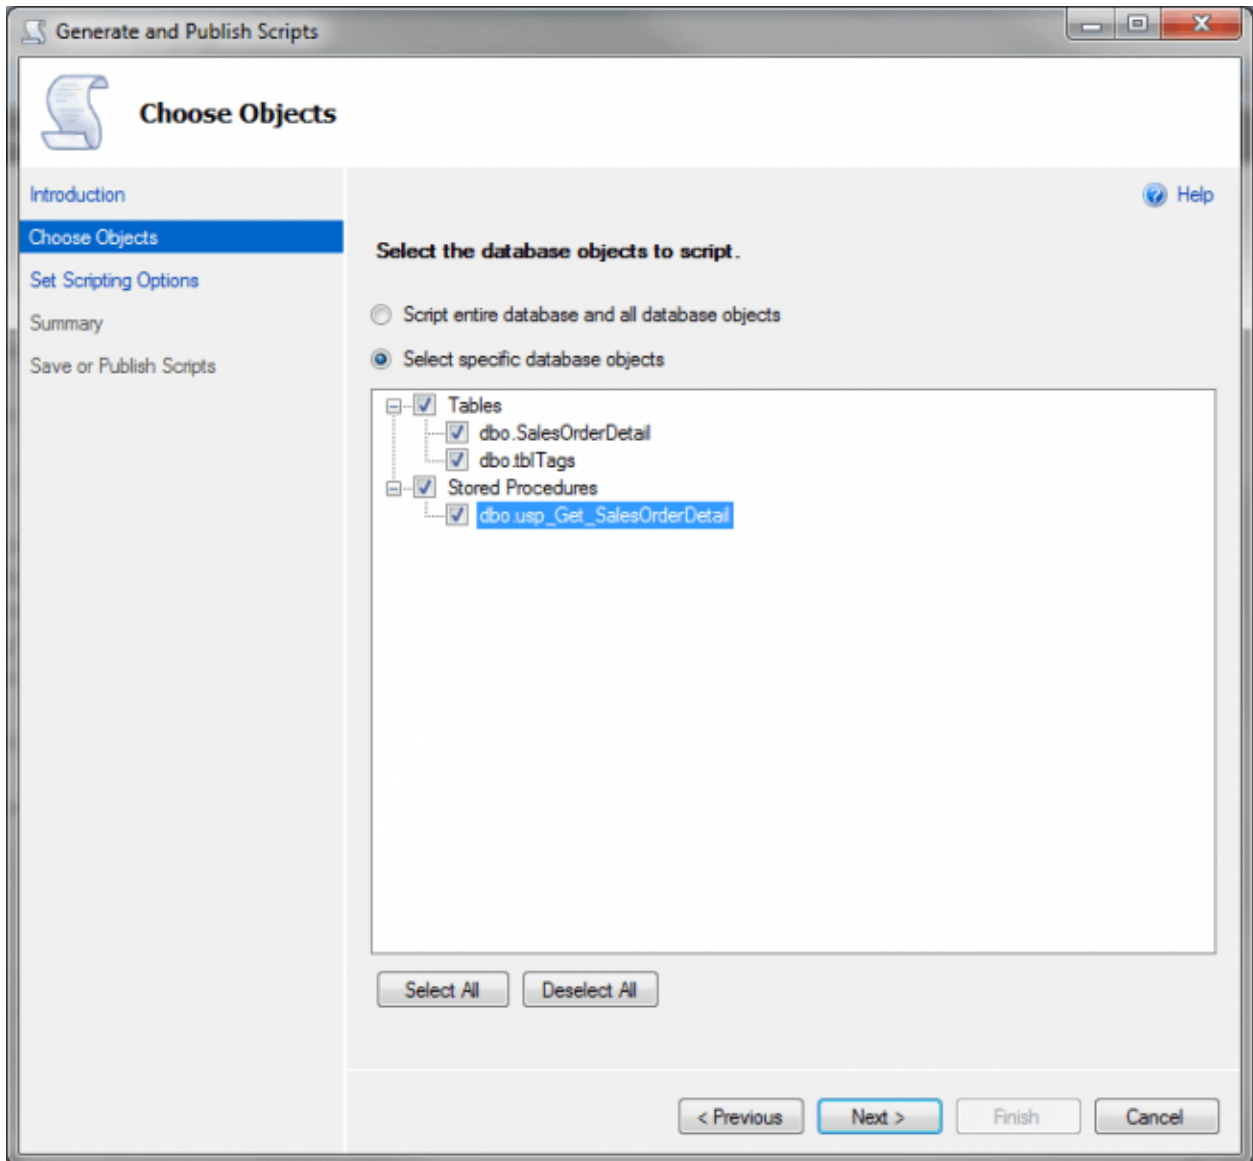 Generate and Publish Scripts
Choose Objects
Introduction
Choose Objects
Set Scripting Options
Summary
Save or Publish Scripts
Help
Select the database objects to script.
Script entire database and all database objects
Select specific database objects
Tables
dbo.SalesOrderDetail
dbo.tblTags
Stored Procedures
dbo.usp_Get_SalesOrderDetail
Select All Deselect All
< Previous Next > Finish Cancel